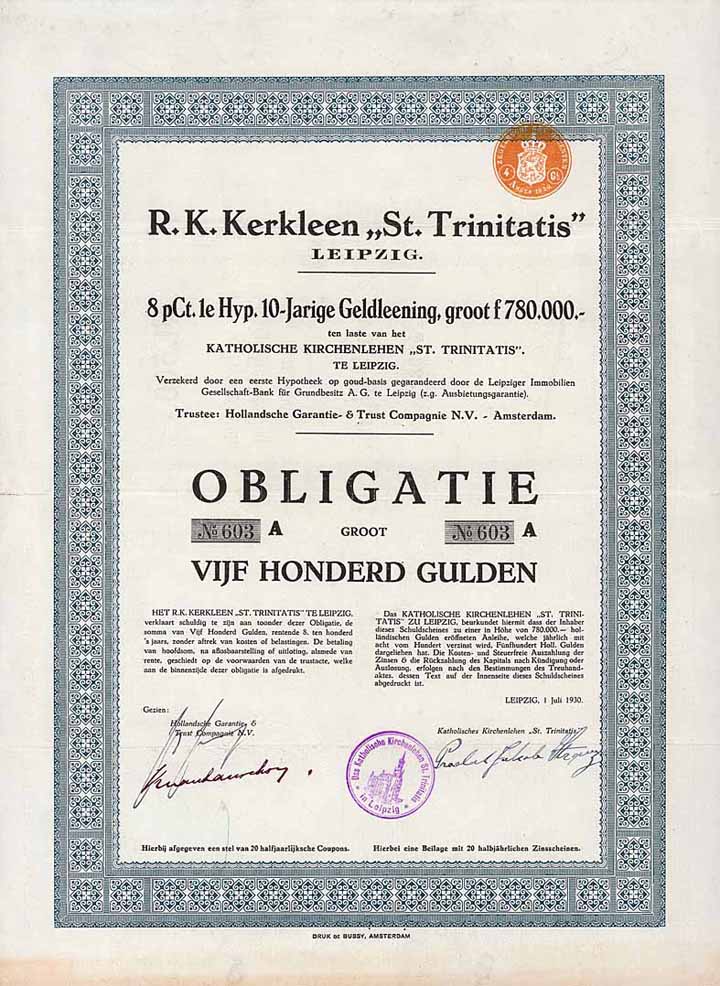 4 Ct
R. K. Kerkleen „St. Trinitatis”
LEIPZIG.
8 pCt. 1e Hyp. 10-Jarige Geldleening, groot f 780.000.-
ten laste van het
KATHOLISCHE KIRCHENLEHEN „ST. TRINITATIS”.
TE LEIPZIG.
Verzekerd door een eerste Hypotheek op goud-basis gegarandeerd door de Leipziger Immobilien
Gesellschaft-Bank für Grundbesitz A. G. te Leipzig (z.g. Ausbietungsgarantie).
Trustee: Hollandsche Garantie- & Trust Compagnie N.V. - Amsterdam.
OBLIGATIE
№ 603 A GROOT № 603 A
VIJF HONDERD GULDEN
HET R.K. KERKLEEN „ST. TRINITATIS” TE LEIPZIG,
verklaart schuldig te zijn aan toonder dezer Obligatie, de
somma van Vijf Honderd Gulden, rentende 8. ten honderd
's jaars, zonder aftrek van kosten of belastingen. De betaling
van hoofdsom, na aflosbaarstelling of uitloting, alsmede van
rente, geschiedt op de voorwaarden van de trustacte, welke
aan de binnenzijde dezer obligatie is afgedrukt.
Das KATHOLISCHE KIRCHENLEHEN „ST. TRINI-
TATIS” ZU LEIPZIG, beurkundet hiermit dass der Inhaber
dieses Schuldscheines zu einer in Höhe von 780.000.— hol-
ländischen Gulden eröffneten Anleihe, welche jährlich mit
acht vom Hundert verzinst wird, Fünfhundert Holl. Gulden
dargeliehen hat. Die Kosten- und Steuerfreie Auszahlung der
Zinsen & die Rückzahlung des Kapitals nach Kündigung oder
Auslosung, erfolgen nach den Bestimmungen des Treuhand-
aktes, dessen Text auf der Innenseite dieses Schuldscheines
abgedruckt ist.
LEIPZIG, 1 Juli 1930.
Gezien:
Hollandsche Garantie- &
Trust Compagnie N.V.
Katholisches Kirchenlehen „St. Trinitatis”
Das Katholische Kirchenlehen St. Trinitatis
in Leipzig
Hierbij afgegeven een stel van 20 halfjaarlijksche Coupons.
Hierbei eine Beilage mit 20 halbjährlichen Zinsscheinen.
DRUK DE BUSSY, AMSTERDAM